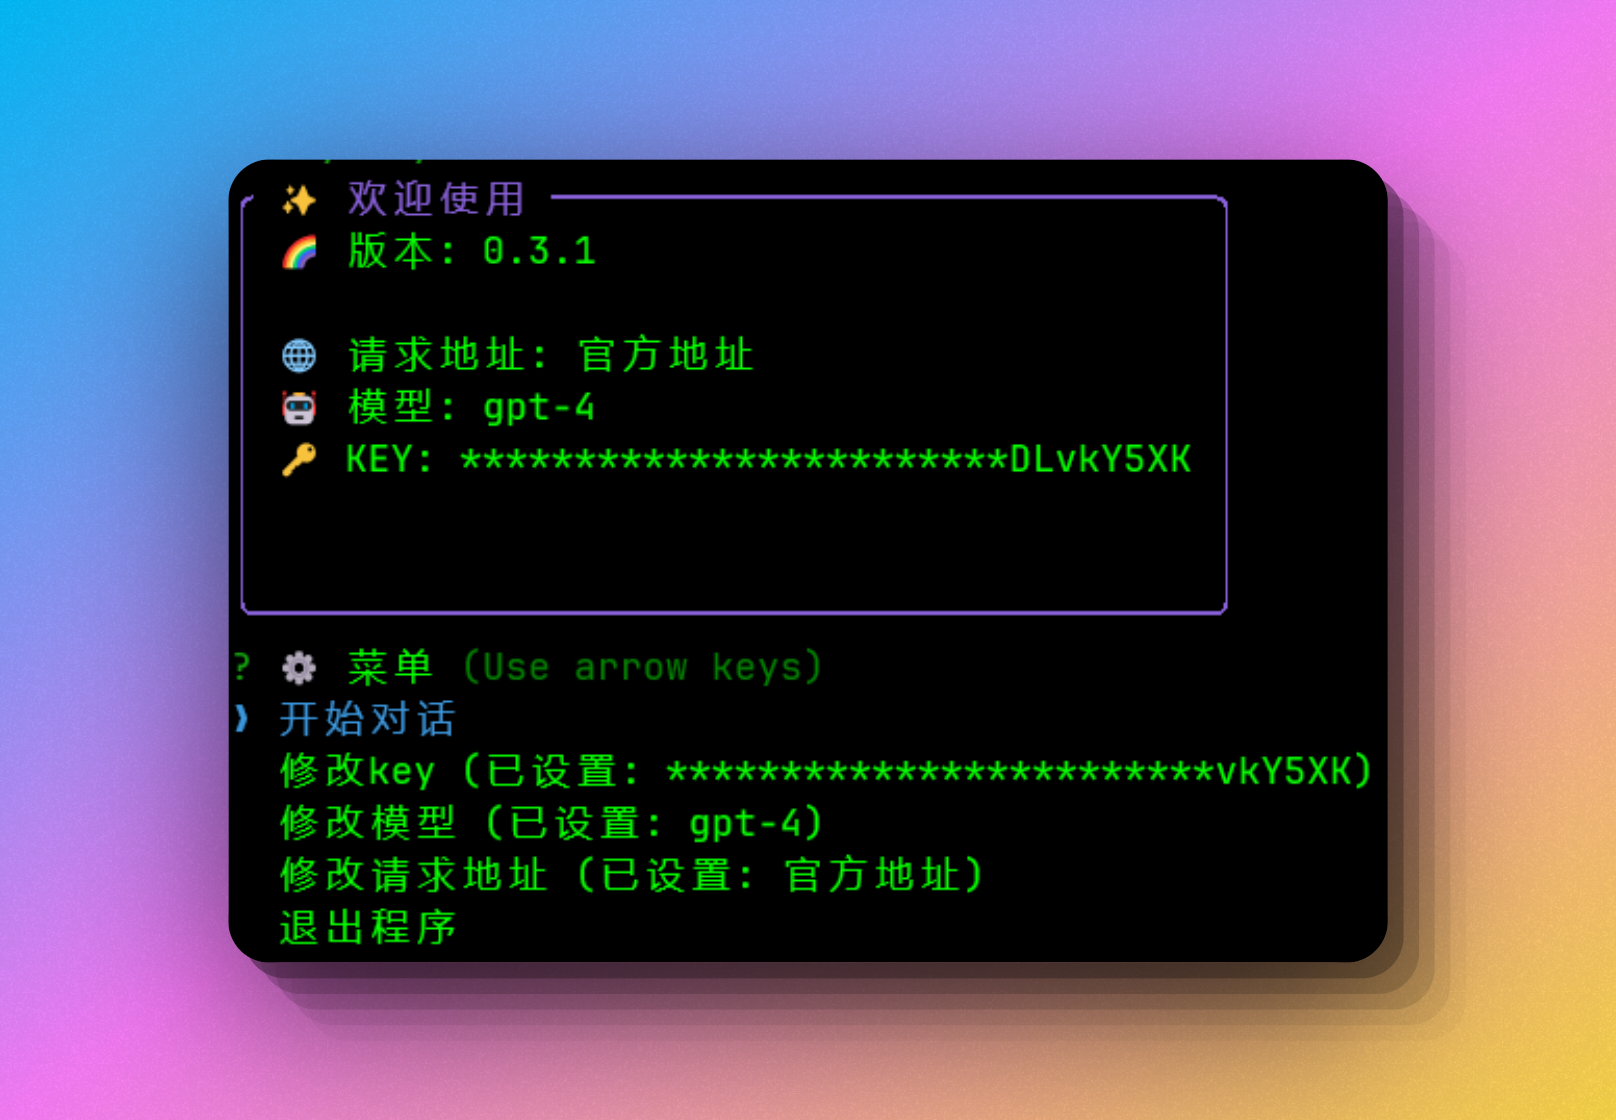 ✨ 欢迎使用
🌈 版本: 0.3.1
🌐 请求地址: 官方地址
🤖 模型: gpt-4
🔑 KEY: ************************DLvkY5XK
? ⚙ 菜单 (Use arrow keys)
❱ 开始对话
修改key (已设置: ************************vkY5XK)
修改模型 (已设置: gpt-4)
修改请求地址 (已设置: 官方地址)
退出程序